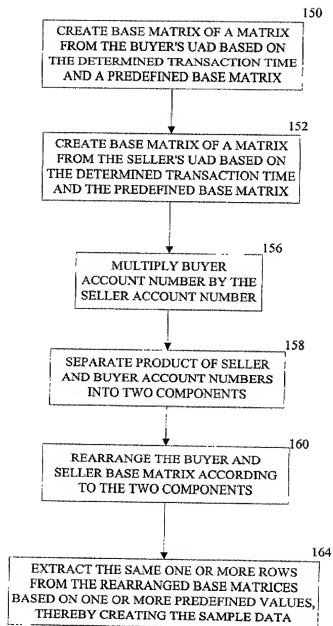 150
CREATE BASE MATRIX OF A MATRIX
FROM THE BUYER'S UAD BASED ON
THE DETERMINED TRANSACTION TIME
AND A PREDEFINED BASE MATRIX
152
CREATE BASE MATRIX OF A MATRIX
FROM THE SELLER'S UAD BASED ON
THE DETERMINED TRANSACTION TIME
AND THE PREDEFINED BASE MATRIX
156
MULTIPLY BUYER
ACCOUNT NUMBER BY THE
SELLER ACCOUNT NUMBER
158
SEPARATE PRODUCT OF SELLER
AND BUYER ACCOUNT NUMBERS
INTO TWO COMPONENTS
160
REARRANGE THE BUYER AND
SELLER BASE MATRIX ACCORDING
TO THE TWO COMPONENTS
164
EXTRACT THE SAME ONE OR MORE ROWS
FROM THE REARRANGED BASE MATRICES
BASED ON ONE OR MORE PREDEFINED VALUES,
THEREBY CREATING THE SAMPLE DATA